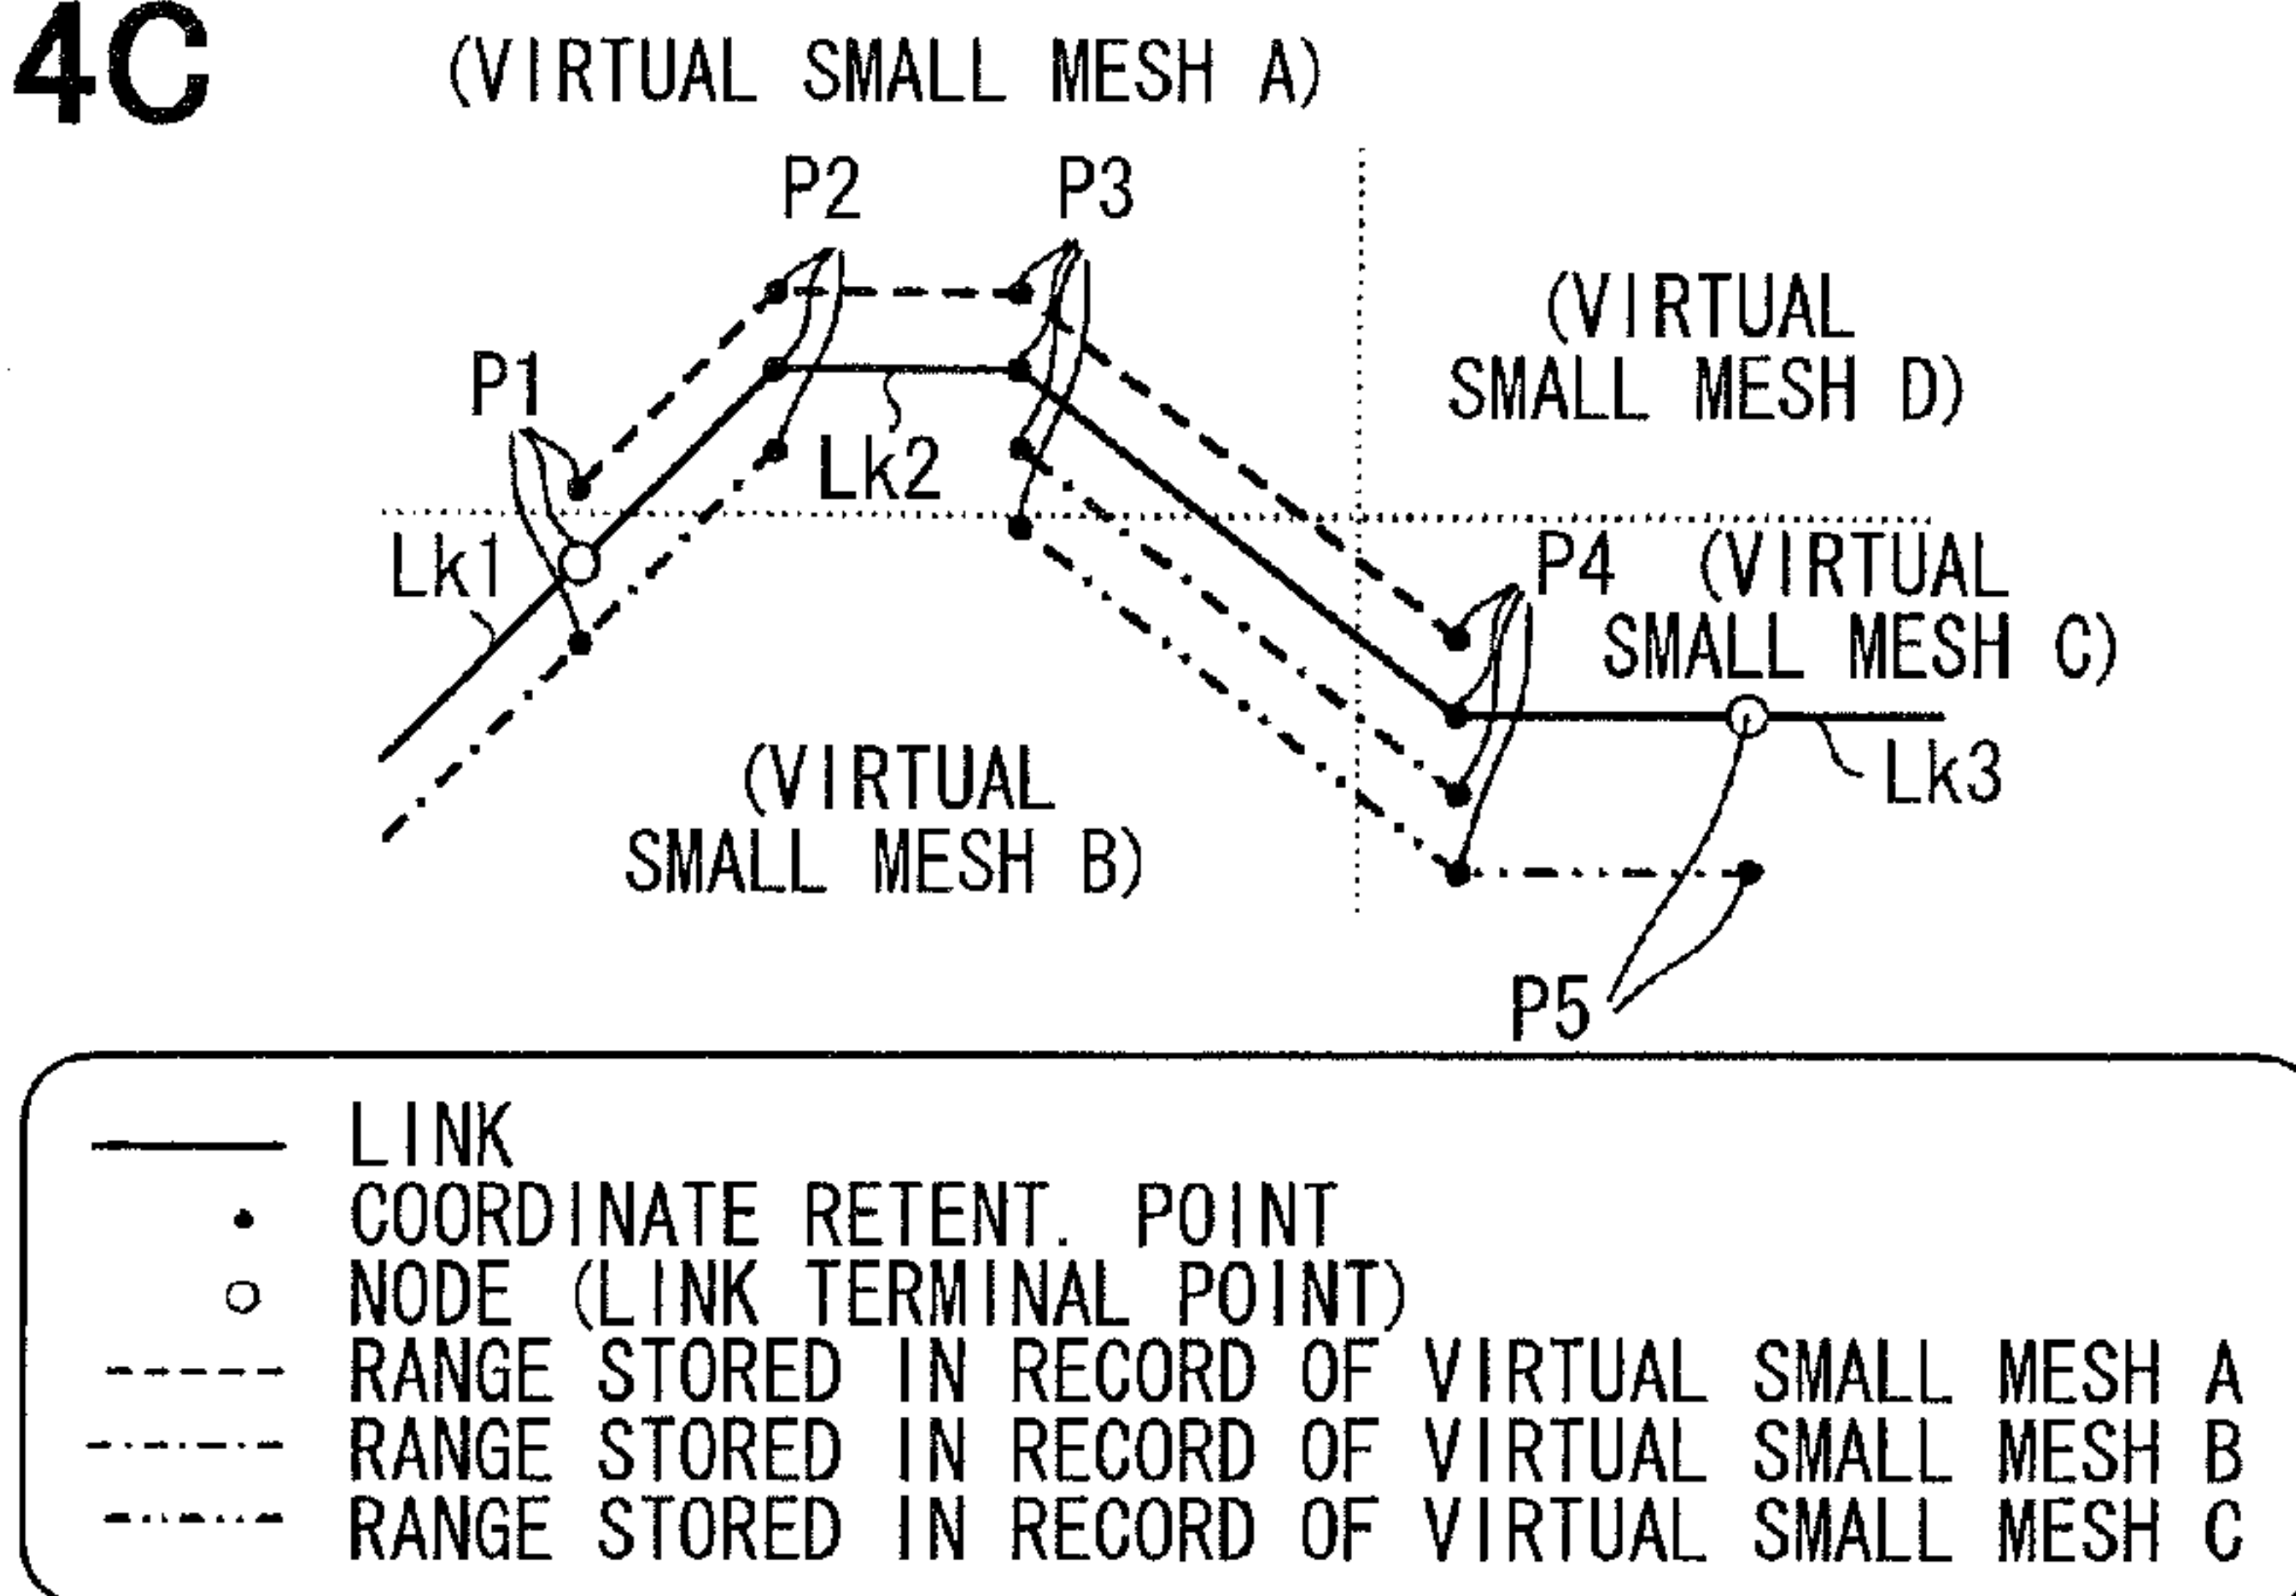 4C
(VIRTUAL SMALL MESH A)
P2
P3
(VIRTUAL
SMALL MESH D)
P1
Lk2
Lk1
P4
(VIRTUAL
SMALL MESH C)
(VIRTUAL
SMALL MESH B)
Lk3
P5
LINK
COORDINATE RETENT. POINT
NODE (LINK TERMINAL POINT)
RANGE STORED IN RECORD OF VIRTUAL SMALL MESH A
RANGE STORED IN RECORD OF VIRTUAL SMALL MESH B
RANGE STORED IN RECORD OF VIRTUAL SMALL MESH C